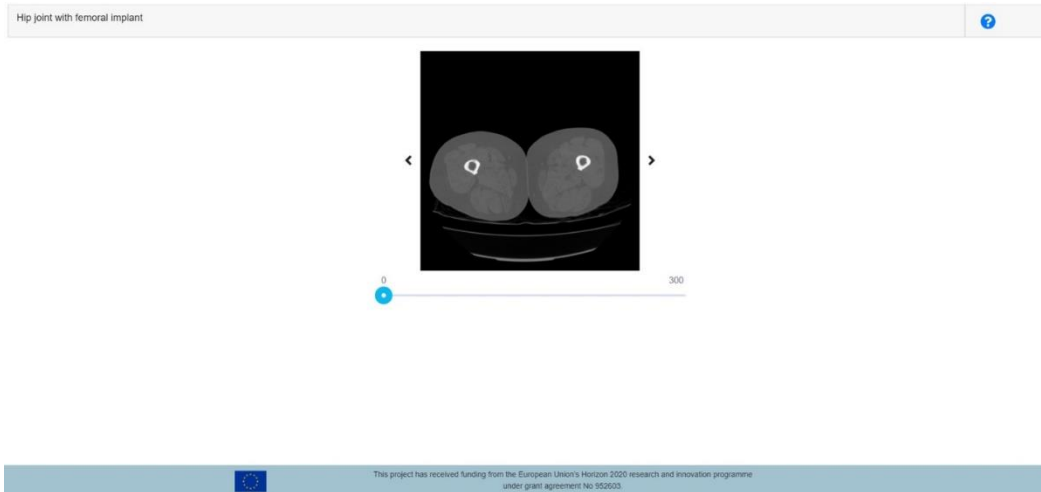 Hip joint with femoral implant
?
0
300
This project has received funding from the European Union's Horizon 2020 research and innovation programme
under grant agreement No 952603.